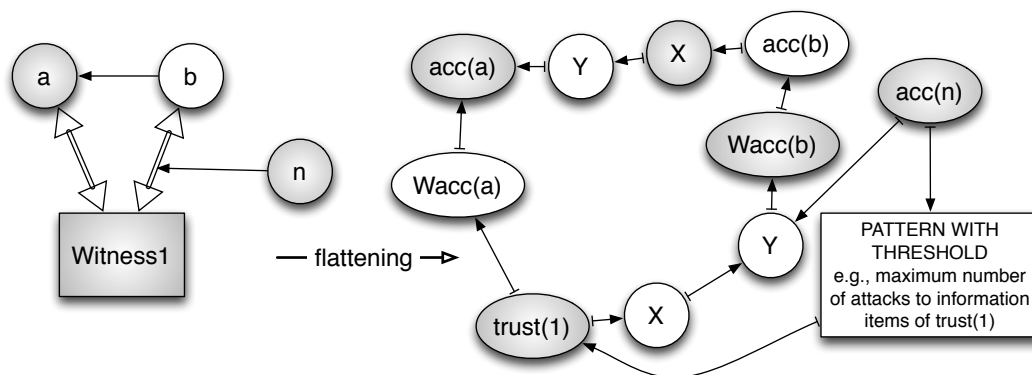 a
b
n
Witness1
flattening
acc(a)
Y
X
acc(b)
acc(n)
Wacc(a)
Wacc(b)
Y
trust(1)
X
PATTERN WITH
THRESHOLD
e.g., maximum number
of attacks to information
items of trust(1)